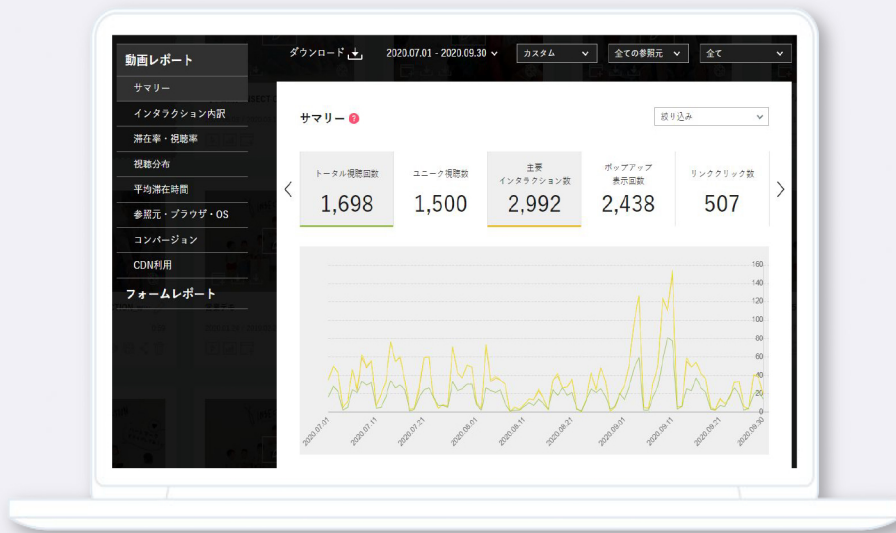 動画レポート
サマリー
インタラクション内訳
滞在率・視聴率
視聴分布
平均滞在時間
参照元・ブラウザ・OS
コンバージョン
CDN利用
フォームレポート
ダウンロード
2020.07.01 - 2020.09.30
カスタム
全ての参照元
全て
サマリー ?
絞り込み
トータル視聴回数
1,698
ユニーク視聴数
1,500
主要
インタラクション数
2,992
ポップアップ
表示回数
2,438
リンククリック数
507
160
140
120
100
80
60
40
20
0
2020.07.01
2020.07.11
2020.07.21
2020.08.01
2020.08.11
2020.08.21
2020.09.01
2020.09.11
2020.09.21
2020.09.30